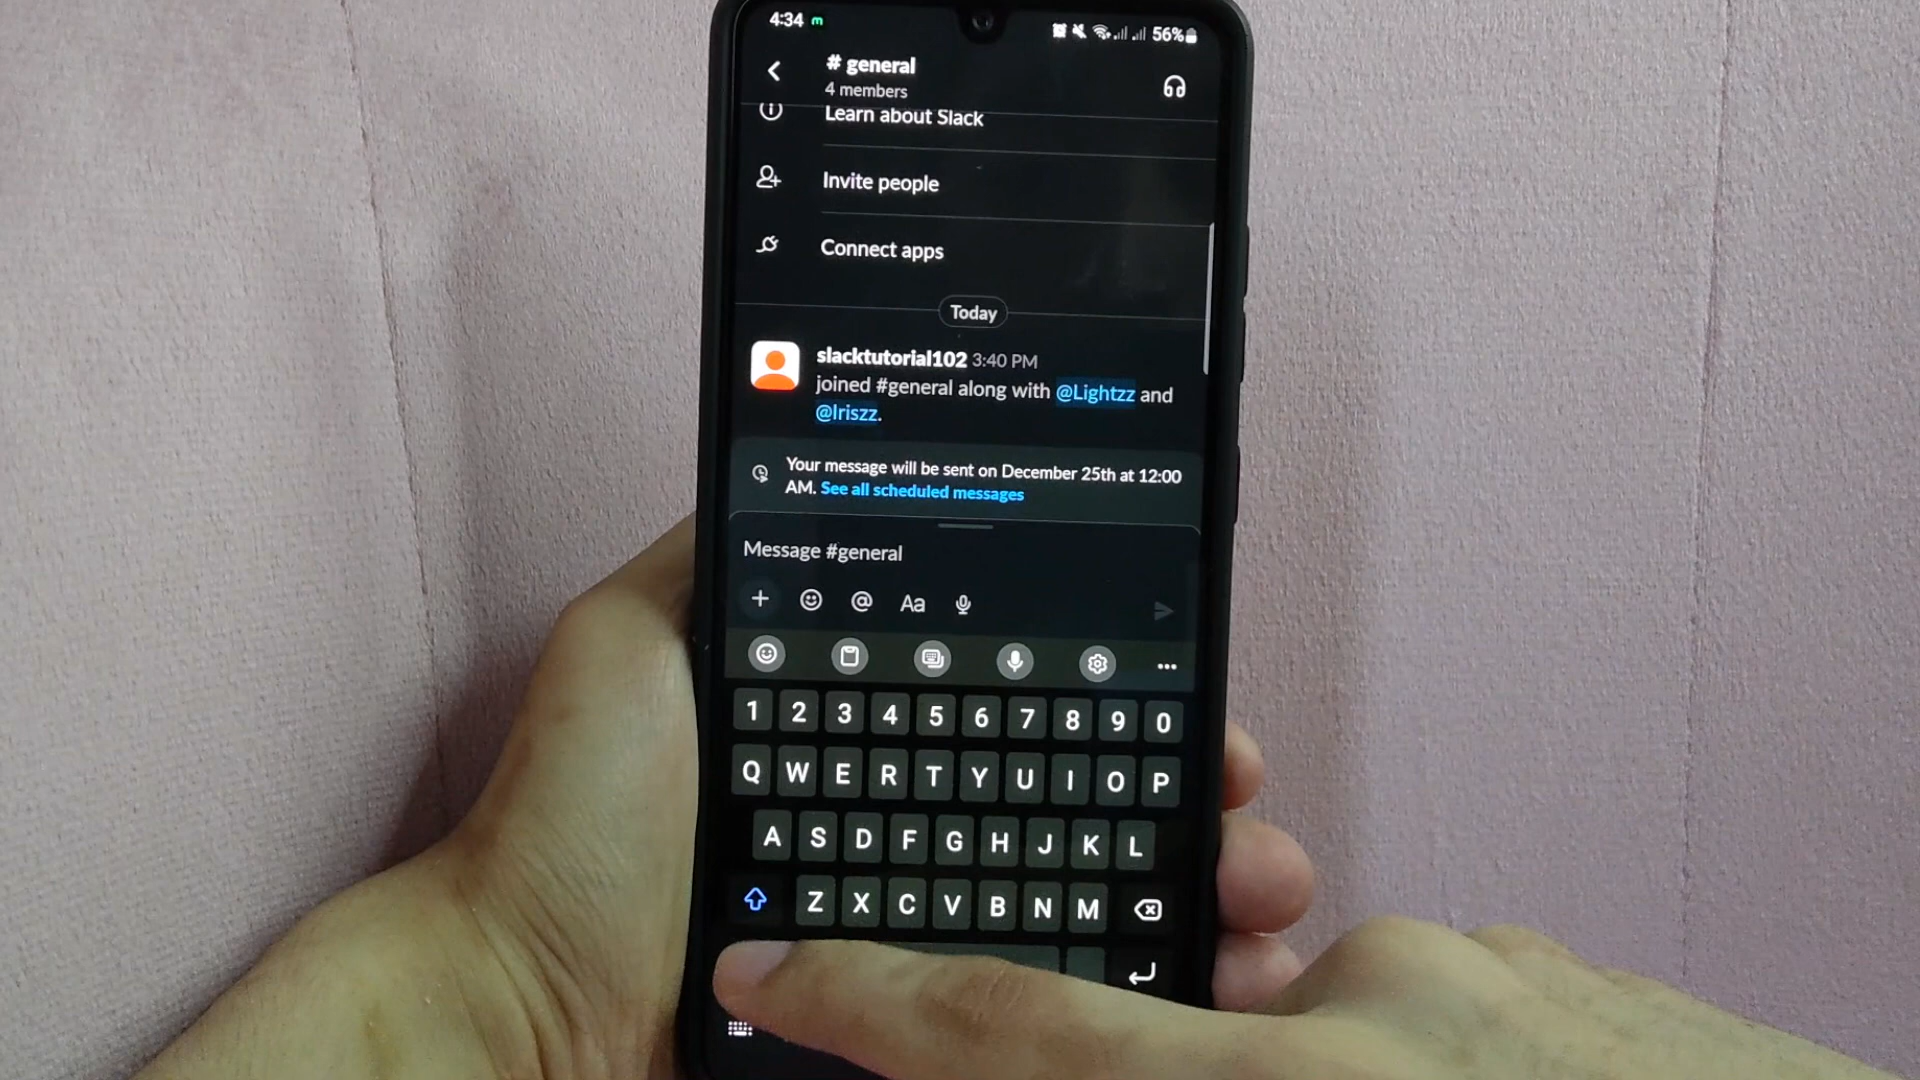 4:34 m 56%
# general
4 members
Learn about Slack
Invite people
Connect apps
Today
slacktutorial102 3:40 PM
joined #general along with @Lightzz and
@Iriszz.
Your message will be sent on December 25th at 12:00
AM. See all scheduled messages
Message #general
@ Aa
1 2 3 4 5 6 7 8 9 0
Q W E R T Y U I O P
A S D F G H J K L
Z X C V B N M